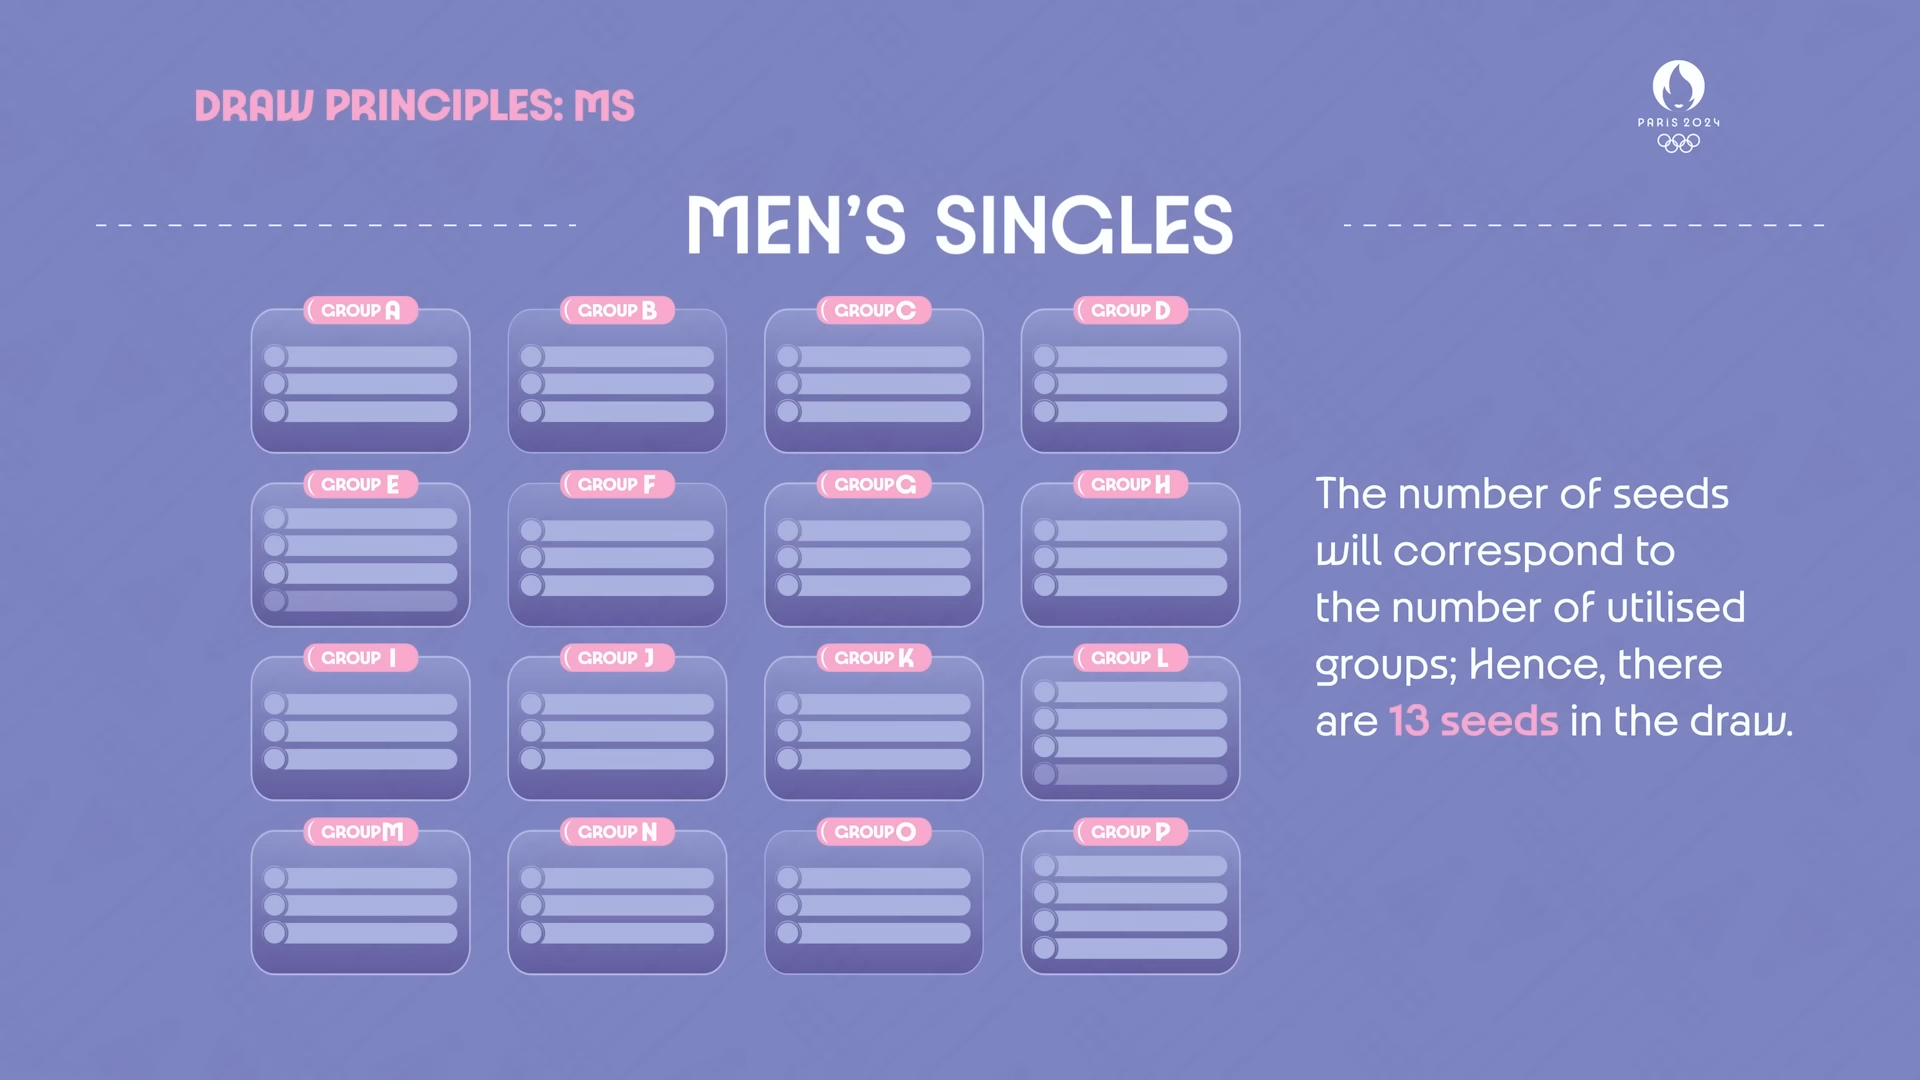 DRAW PRINCIPLES: MS
PARIS 2024
MEN'S SINGLES
GROUP A
GROUP B
GROUP C
GROUP D
GROUP E
GROUP F
GROUP G
GROUP H
GROUP I
GROUP J
GROUP K
GROUP L
GROUP M
GROUP N
GROUP O
GROUP P
The number of seeds
will correspond to
the number of utilised
groups; Hence, there
are 13 seeds in the draw.